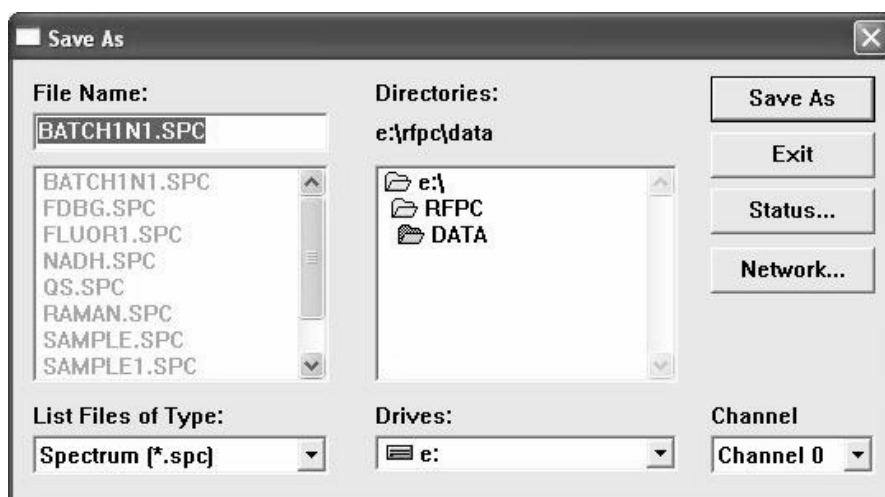 Save As
File Name:
BATCH1N1.SPC
BATCH1N1.SPC
FDBG.SPC
FLUOR1.SPC
NADH.SPC
QS.SPC
RAMAN.SPC
SAMPLE.SPC
SAMPLE1.SPC
List Files of Type:
Spectrum (*.spc)
Directories:
e:\rfpc\data
e:\
RFPC
DATA
Drives:
e:
Save As
Exit
Status...
Network...
Channel
Channel 0